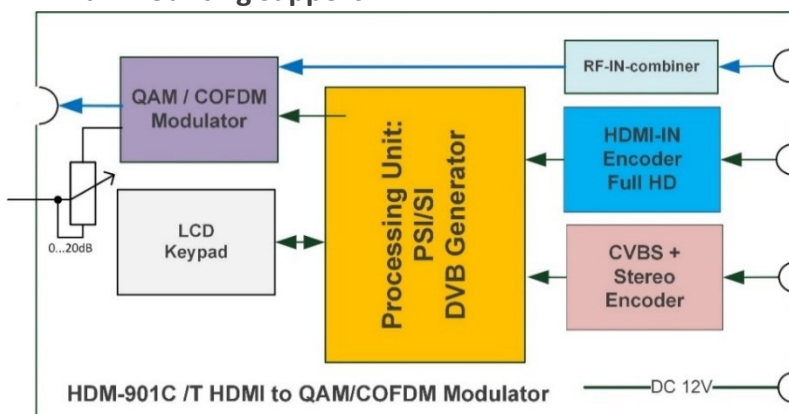 RF-IN-combiner
QAM / COFDM
Modulator
HDMI-IN
Encoder
Full HD
Processing Unit:
PSI/SI
DVB Generator
LCD
Keypad
0...20dB
CVBS +
Stereo
Encoder
HDM-901C /T HDMI to QAM/COFDM Modulator
DC 12V